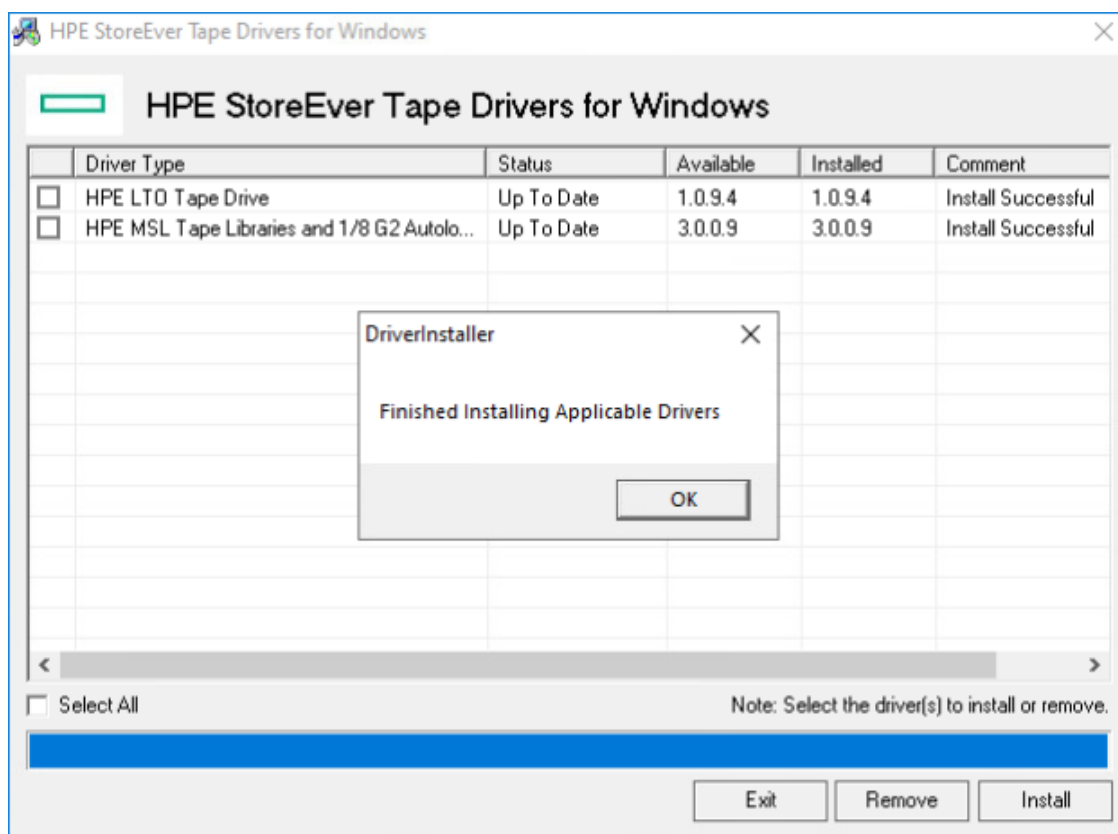 HPE StoreEver Tape Drivers for Windows
HPE StoreEver Tape Drivers for Windows
Driver Type Status Available Installed Comment
HPE LTO Tape Drive Up To Date 1.0.9.4 1.0.9.4 Install Successful
HPE MSL Tape Libraries and 1/8 G2 Autolo... Up To Date 3.0.0.9 3.0.0.9 Install Successful
DriverInstaller
Finished Installing Applicable Drivers
OK
Select All Note: Select the driver(s) to install or remove.
Exit Remove Install